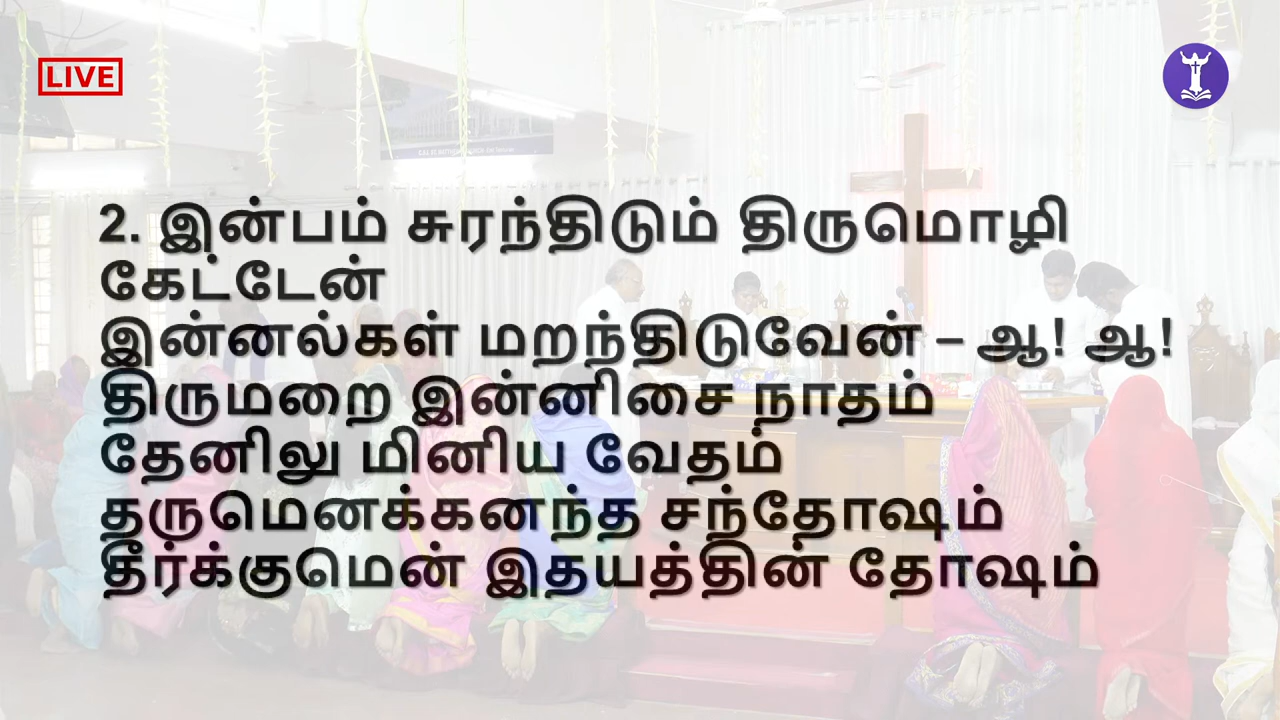 LIVE
2. இன்பம் சுரந்திடும் திருமொழி
கேட்டேன்
இன்னல்கள் மறந்திடுவேன் – ஆ! ஆ!
திருமறை இன்னிசை நாதம்
தேனிலு மினிய வேதம்
தருமெனக்கனந்த சந்தோஷம்
தீர்க்குமென் இதயத்தின் தோஷம்